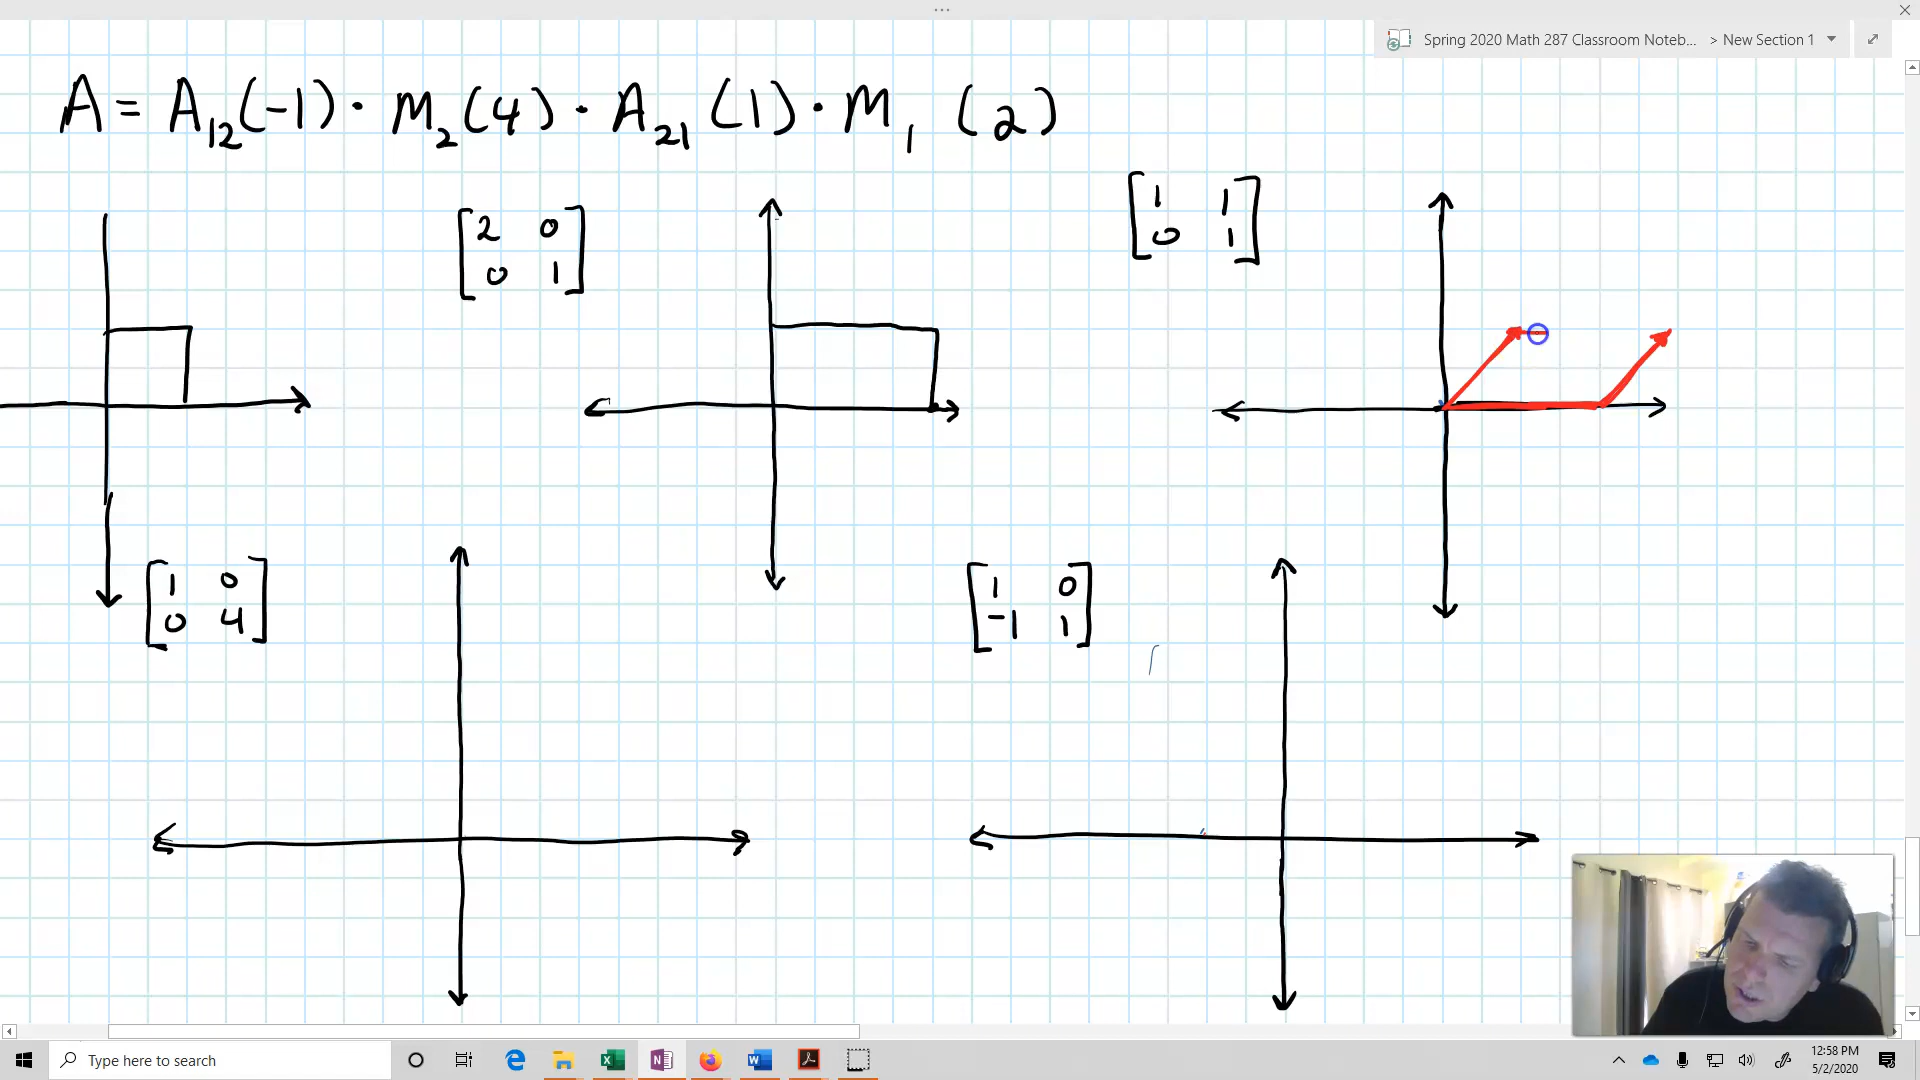 Spring 2020 Math 287 Classroom Noteb... > New Section 1
A = A₁₂(-1) · M₂(4) · A₂₁(1) · M₁(2)
[2 0
0 1]
[1 1
0 1]
[1 0
0 4]
[1 0
-1 1]
Type here to search
12:58 PM
5/2/2020